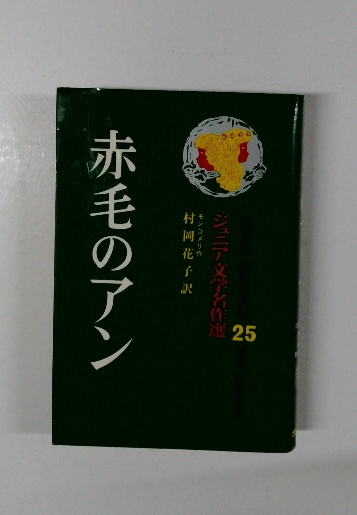 ジュニア文学名作選
25
モンゴメリ作
村岡花子訳
赤毛のアン